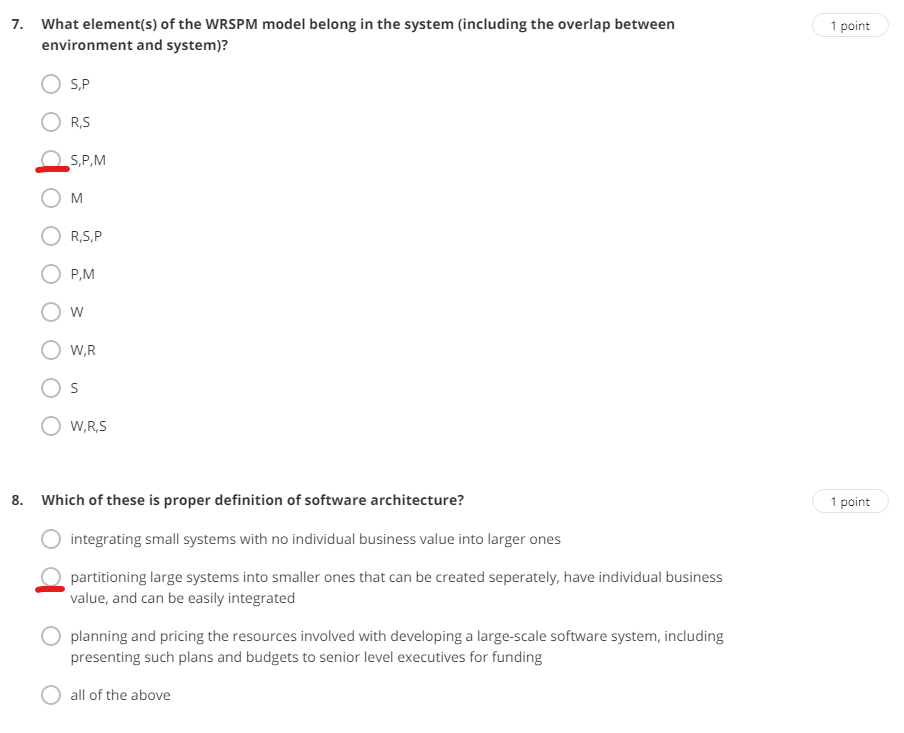 7. What element(s) of the WRSPM model belong in the system (including the overlap between
environment and system)?
1 point
S,P
R,S
S,P,M
M
R,S,P
P,M
W
W,R
S
W,R,S
8. Which of these is proper definition of software architecture?
1 point
integrating small systems with no individual business value into larger ones
partitioning large systems into smaller ones that can be created seperately, have individual business
value, and can be easily integrated
planning and pricing the resources involved with developing a large-scale software system, including
presenting such plans and budgets to senior level executives for funding
all of the above